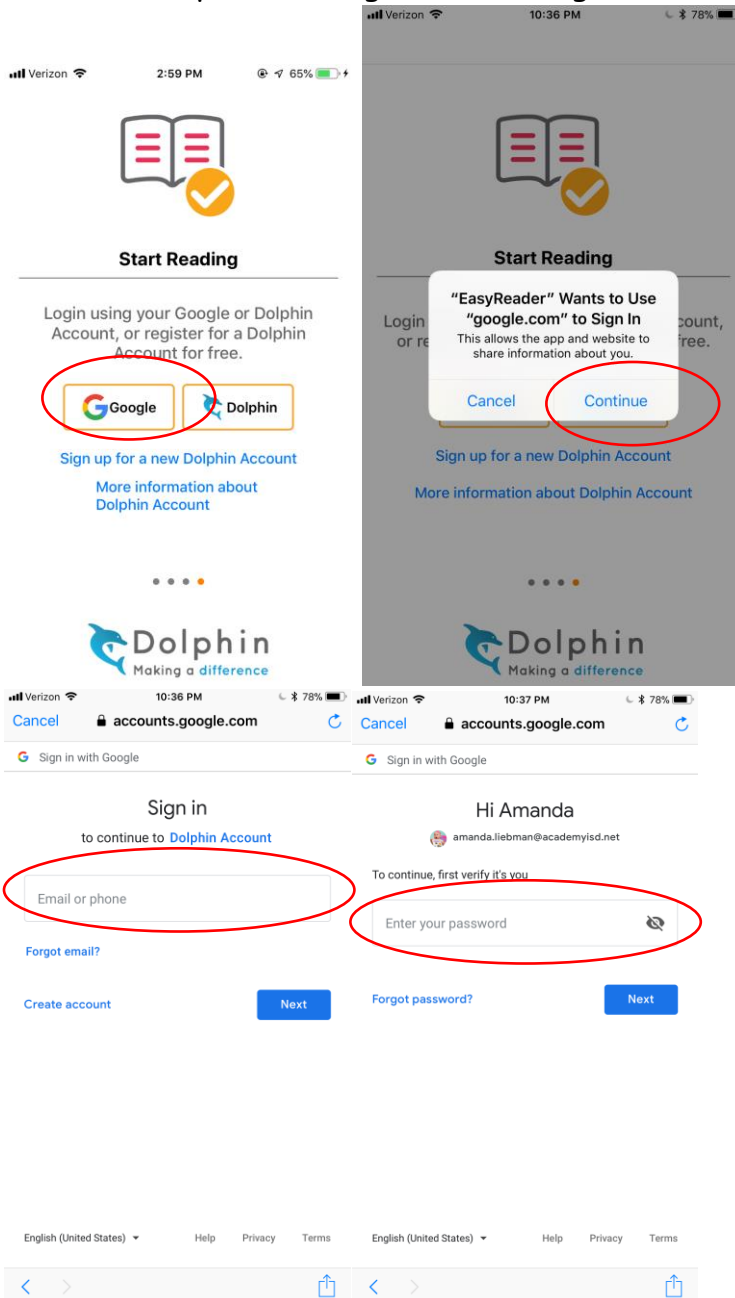 Verizon 2:59 PM 65%
Start Reading
Login using your Google or Dolphin
Account, or register for a Dolphin
Account for free.
Google Dolphin
Sign up for a new Dolphin Account
More information about
Dolphin Account
Dolphin
Making a difference
Verizon 10:36 PM 78%
Start Reading
"EasyReader" Wants to Use
"google.com" to Sign In
This allows the app and website to
share information about you.
Cancel Continue
Login count,
or re free.
Sign up for a new Dolphin Account
More information about Dolphin Account
Dolphin
Making a difference
Verizon 10:36 PM 78%
Cancel accounts.google.com
G Sign in with Google
Sign in
to continue to Dolphin Account
Email or phone
Forgot email?
Create account Next
English (United States) Help Privacy Terms
Verizon 10:37 PM 78%
Cancel accounts.google.com
G Sign in with Google
Hi Amanda
amanda.liebman@academyisd.net
To continue, first verify it's you
Enter your password
Forgot password? Next
English (United States) Help Privacy Terms